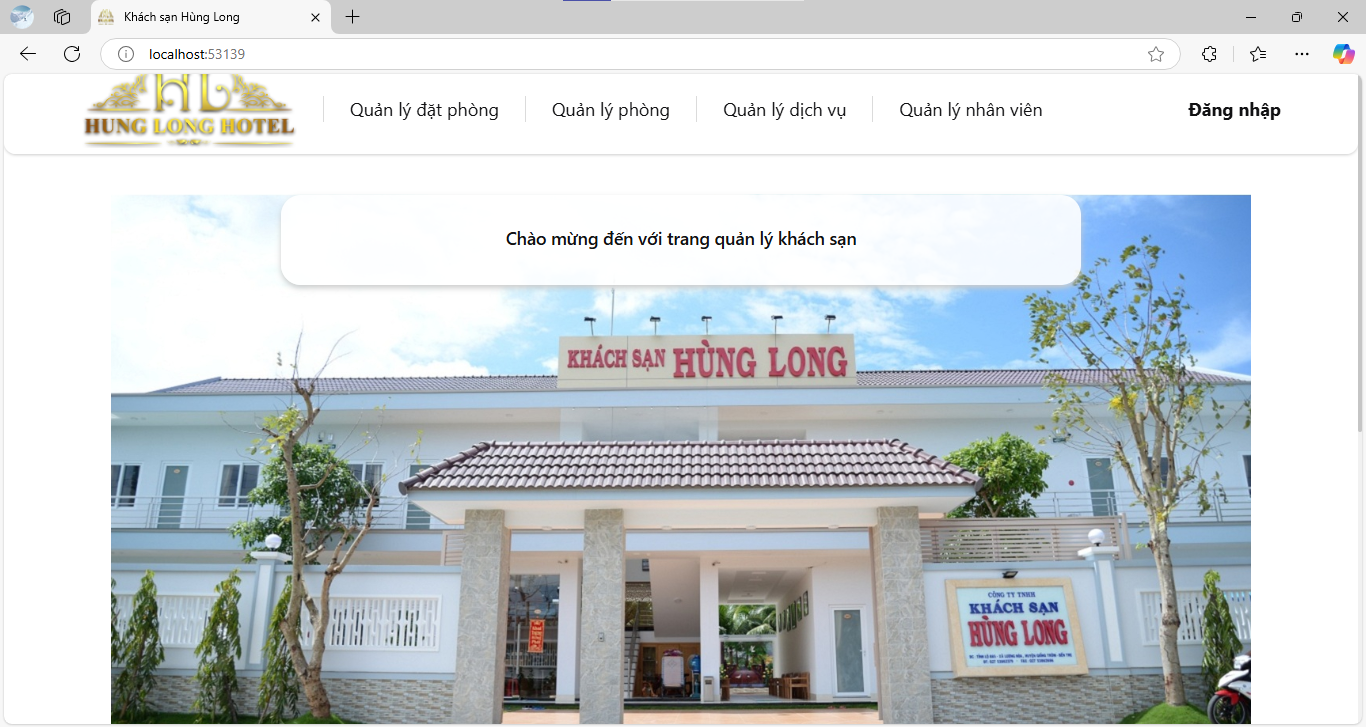 Khách sạn Hùng Long
localhost:53139
HL
HUNG LONG HOTEL
Quản lý đặt phòng
Quản lý phòng
Quản lý dịch vụ
Quản lý nhân viên
Đăng nhập
Chào mừng đến với trang quản lý khách sạn
KHÁCH SẠN HÙNG LONG
CÔNG TY TNHH
KHÁCH SẠN
HÙNG LONG